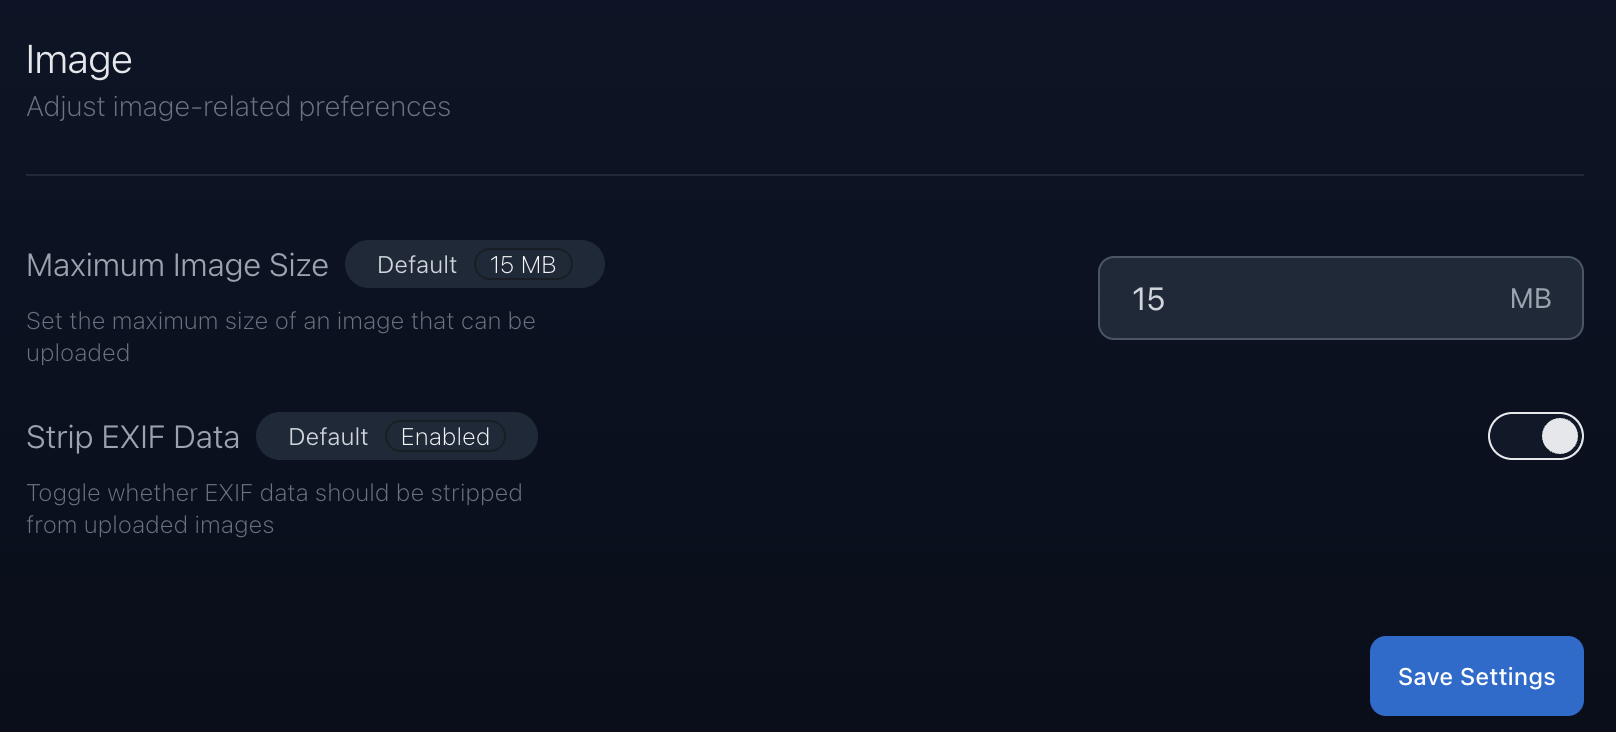 Image
Adjust image-related preferences
Maximum Image Size Default 15 MB
Set the maximum size of an image that can be
uploaded
15 MB
Strip EXIF Data Default Enabled
Toggle whether EXIF data should be stripped
from uploaded images
Save Settings